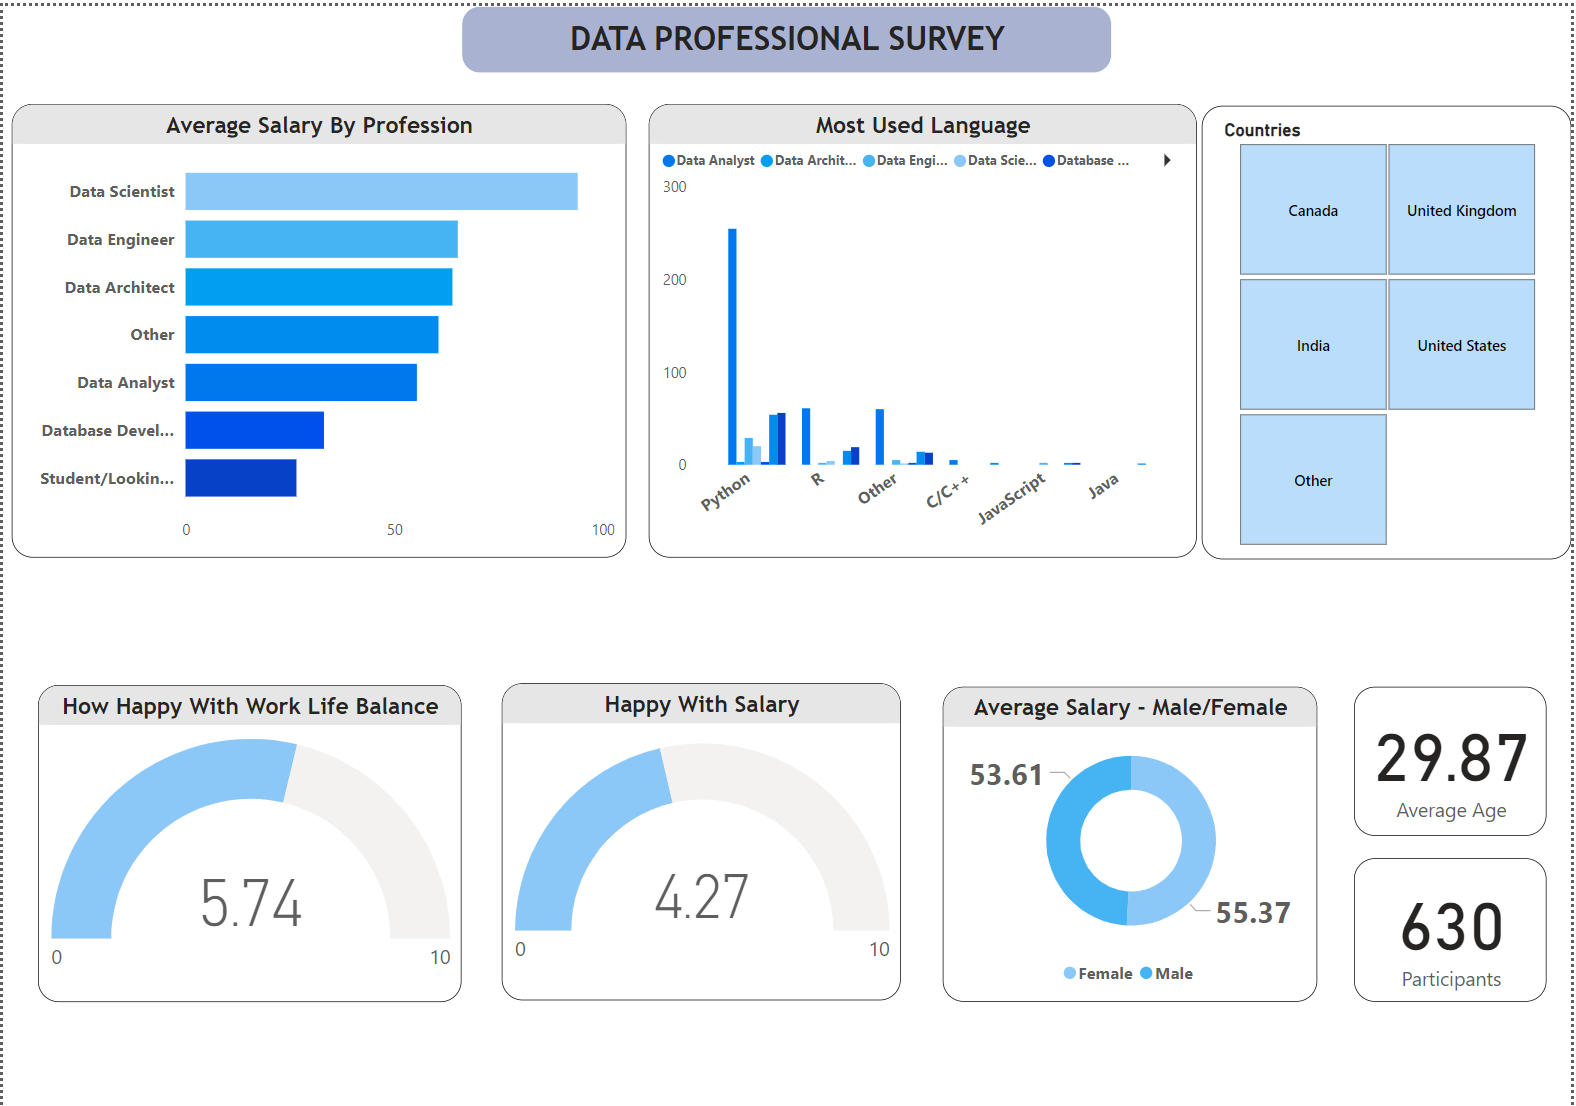 DATA PROFESSIONAL SURVEY
Average Salary By Profession
Data Scientist
Data Engineer
Data Architect
Other
Data Analyst
Database Devel...
Student/Lookin...
0 50 100
Most Used Language
Data Analyst Data Archit... Data Engi... Data Scie... Database ...
300
200
100
0
Python R Other C/C++ JavaScript Java
Countries
Canada United Kingdom
India United States
Other
How Happy With Work Life Balance
5.74
0 10
Happy With Salary
4.27
0 10
Average Salary - Male/Female
53.61
55.37
Female Male
29.87
Average Age
630
Participants